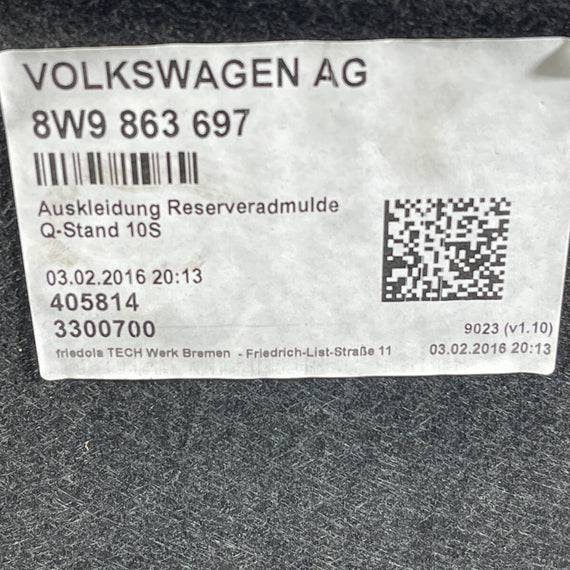 VOLKSWAGEN AG
8W9 863 697
Auskleidung Reserveradmulde
Q-Stand 10S
03.02.2016 20:13
405814
3300700
9023 (v1.10)
friedola TECH Werk Bremen - Friedrich-List-Straße 11
03.02.2016 20:13